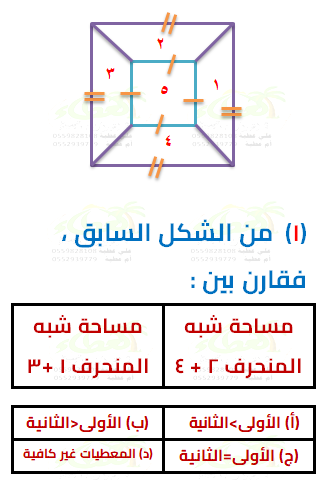 ٢
٣
١
٥
٤
(١) من الشكل السابق ،
فقارن بين :
مساحة شبه المنحرف ٢ + ٤
مساحة شبه المنحرف ١ +٣
(أ) الأولى>الثانية
(ب) الأولى<الثانية
(ج) الأولى=الثانية
(د) المعطيات غير كافية